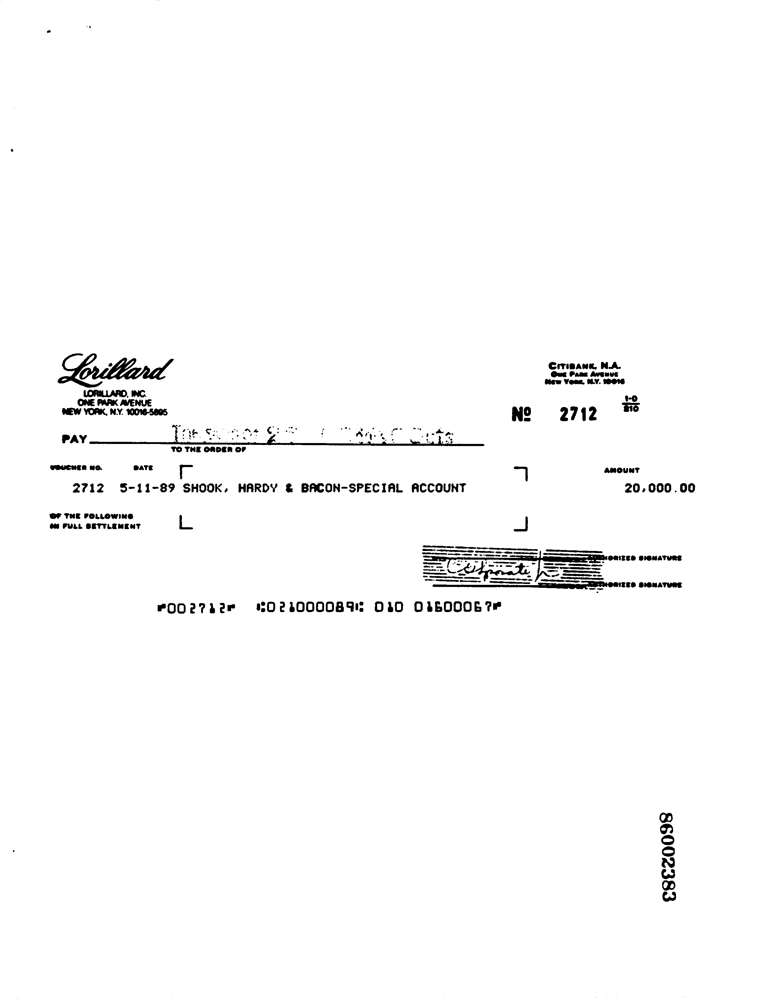 Lorillard
LORILLARD, INC.
ONE PARK AVENUE
NEW YORK, N.Y. 10016-5895
CITIBANK, N.A.
ONE PARK AVENUE
NEW YORK, N.Y. 10016
1-8
210
Nº 2712
PAY
TO THE ORDER OF
VOUCHER NO. DATE AMOUNT
2712 5-11-89 SHOOK, HARDY & BACON-SPECIAL ACCOUNT 20,000.00
OF THE FOLLOWING
IN FULL SETTLEMENT
AUTHORIZED SIGNATURE
AUTHORIZED SIGNATURE
⑈002712⑈ ⑆021000089⑆ 010 01600067⑈
86002383